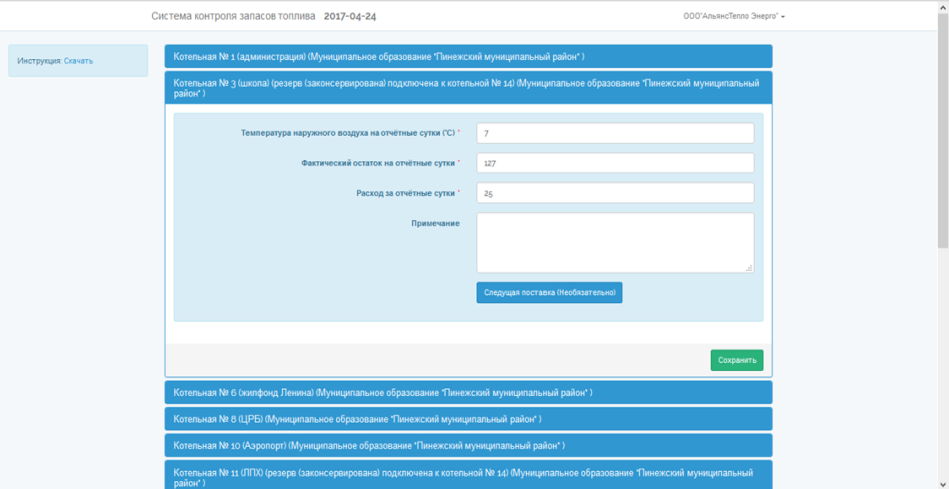 Система контроля запасов топлива 2017-04-24
ООО"АльянсТепло Энерго"
Инструкция: Скачать
Котельная № 1 (администрация) (Муниципальное образование "Пинежский муниципальный район" )
Котельная № 3 (школа) (резерв (законсервирована) подключена к котельной № 14) (Муниципальное образование "Пинежский муниципальный
район" )
Температура наружного воздуха на отчётные сутки (°C) *
7
Фактический остаток на отчётные сутки *
127
Расход за отчётные сутки *
25
Примечание
Следущая поставка (Необязательно)
Сохранить
Котельная № 6 (жилфонд Ленина) (Муниципальное образование "Пинежский муниципальный район" )
Котельная № 8 (ЦРБ) (Муниципальное образование "Пинежский муниципальный район" )
Котельная № 10 (Аэропорт) (Муниципальное образование "Пинежский муниципальный район" )
Котельная № 11 (ЛПХ) (резерв (законсервирована) подключена к котельной № 14) (Муниципальное образование "Пинежский муниципальный
район" )